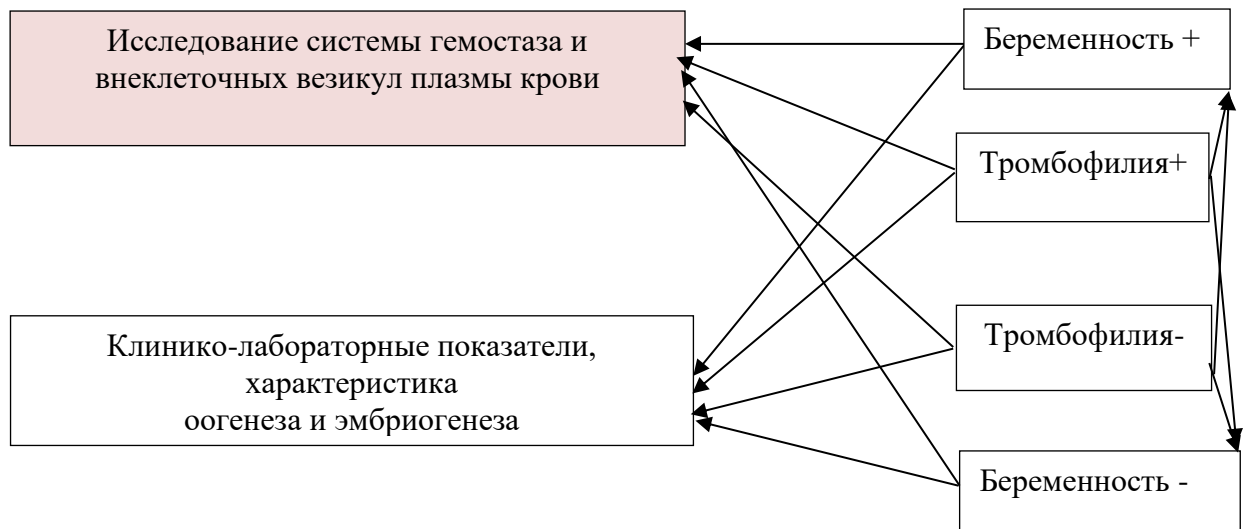 Исследование системы гемостаза и
внеклеточных везикул плазмы крови
Беременность +
Тромбофилия+
Клинико-лабораторные показатели,
характеристика
оогенеза и эмбриогенеза
Тромбофилия-
Беременность -